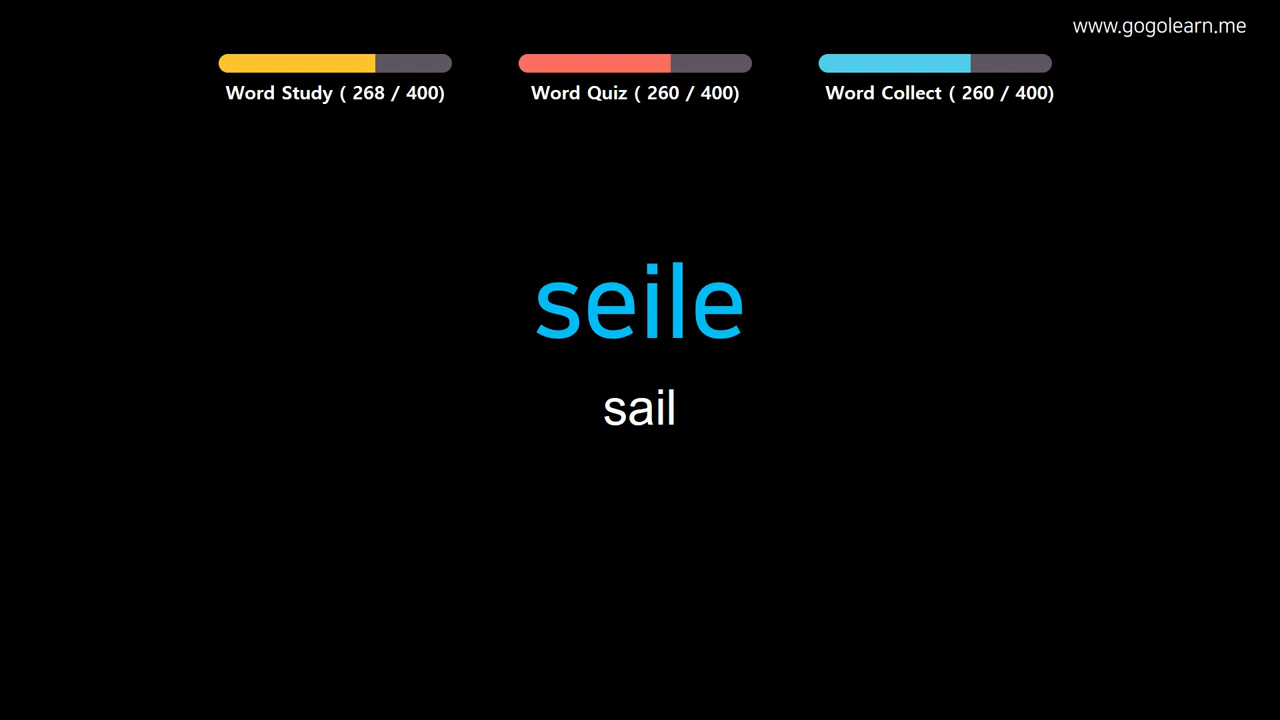 www.gogolearn.me
Word Study ( 268 / 400)
Word Quiz ( 260 / 400)
Word Collect ( 260 / 400)
seile
sail